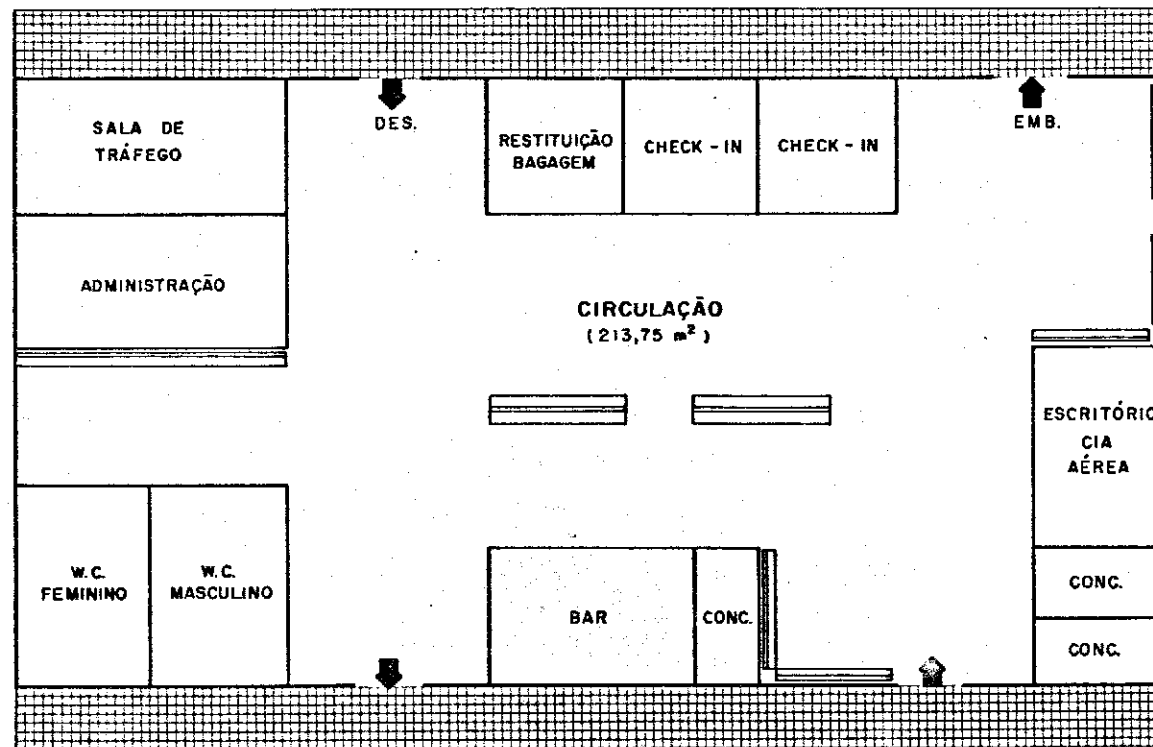 SALA DE
TRÁFEGO
DES.
RESTITUIÇÃO
BAGAGEM
CHECK - IN
CHECK - IN
EMB.
ADMINISTRAÇÃO
CIRCULAÇÃO
(213,75 m²)
ESCRITÓRIO
CIA
AÉREA
W.C.
FEMININO
W.C.
MASCULINO
BAR
CONC.
CONC.
CONC.